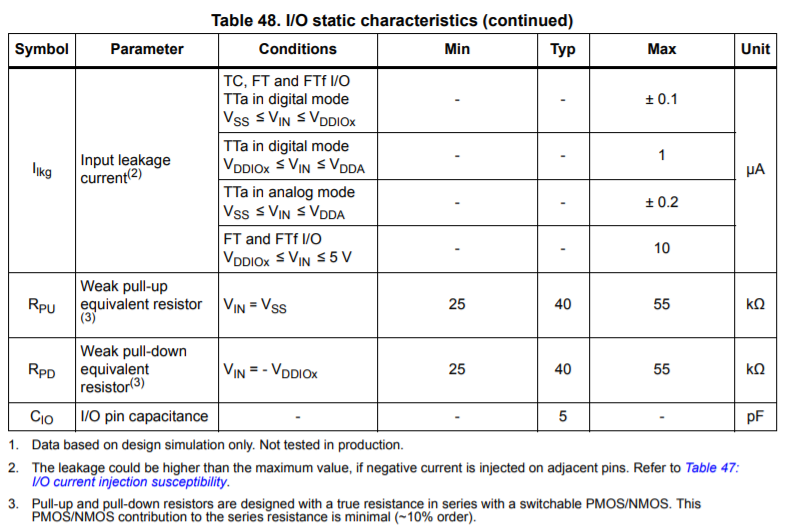 Table 48. I/O static characteristics (continued)
Symbol Parameter Conditions Min Typ Max Unit
Ilkg Input leakage current(2) TC, FT and FTf I/O
TTa in digital mode
VSS ≤ VIN ≤ VDDIOx - - ± 0.1 µA
TTa in digital mode
VDDIOx ≤ VIN ≤ VDDA - - 1
TTa in analog mode
VSS ≤ VIN ≤ VDDA - - ± 0.2
FT and FTf I/O
VDDIOx ≤ VIN ≤ 5 V - - 10
RPU Weak pull-up
equivalent resistor
(3) VIN = VSS 25 40 55 kΩ
RPD Weak pull-down
equivalent
resistor(3) VIN = - VDDIOx 25 40 55 kΩ
CIO I/O pin capacitance - - 5 - pF
1. Data based on design simulation only. Not tested in production.
2. The leakage could be higher than the maximum value, if negative current is injected on adjacent pins. Refer to Table 47:
I/O current injection susceptibility.
3. Pull-up and pull-down resistors are designed with a true resistance in series with a switchable PMOS/NMOS. This
PMOS/NMOS contribution to the series resistance is minimal (~10% order).